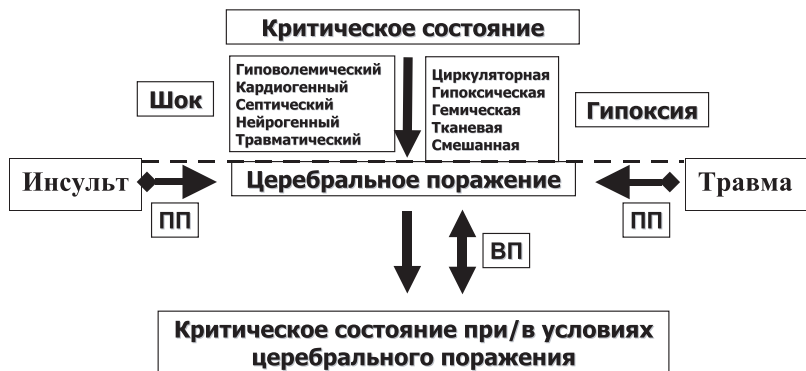 Критическое состояние
Шок
Гиповолемический
Кардиогенный
Септический
Нейрогенный
Травматический
Циркуляторная
Гипоксическая
Гемическая
Тканевая
Смешанная
Гипоксия
Инсульт
Церебральное поражение
Травма
ПП
ПП
ВП
Критическое состояние при/в условиях
церебрального поражения